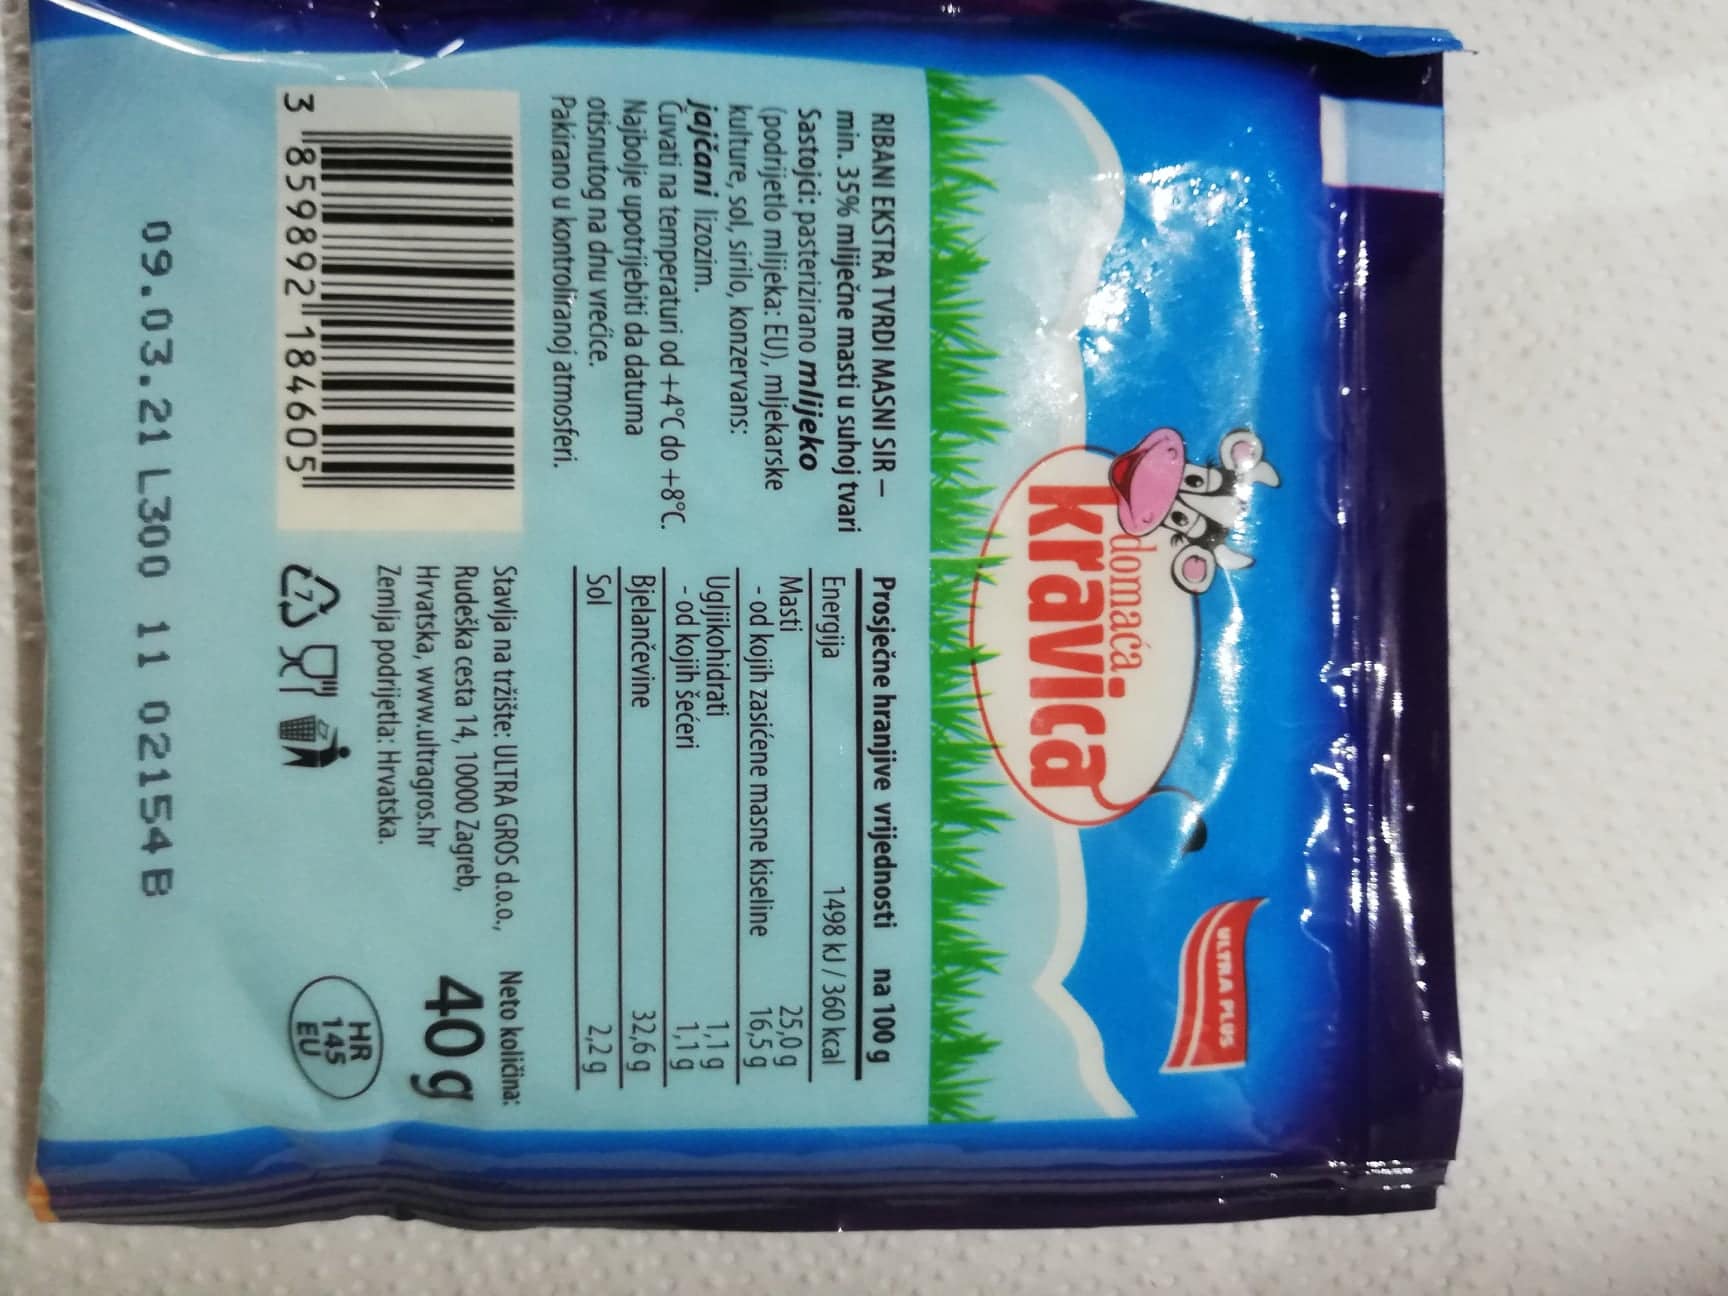 ULTRA PLUS
domaća
kravica
RIBANI EKSTRA TVRDI MASNI SIR –
min. 35% mliječne masti u suhoj tvari
Sastojci: pasterizirano mlijeko
(podrijetlo mlijeka: EU), mljekarske
kulture, sol, sirilo, konzervans:
jajčani lizozim.
Čuvati na temperaturi od +4°C do +8°C.
Najbolje upotrijebiti da datuma
otisnutog na dnu vrećice.
Pakirano u kontroliranoj atmosferi.
Prosječne hranjive vrijednosti na 100 g
Energija 1498 kJ / 360 kcal
Masti 25,0 g
- od kojih zasićene masne kiseline 16,5 g
Ugljikohidrati 1,1 g
- od kojih šećeri 1,1 g
Bjelančevine 32,6 g
Sol 2,2 g
3 859892 184605
Stavlja na tržište: ULTRA GROS d.o.o.,
Rudeška cesta 14, 10000 Zagreb,
Hrvatska, www.ultragros.hr
Zemlja podrijetla: Hrvatska.
Neto količina:
40 g
7
HR
145
EU
09.03.21 L300 11 02154 B